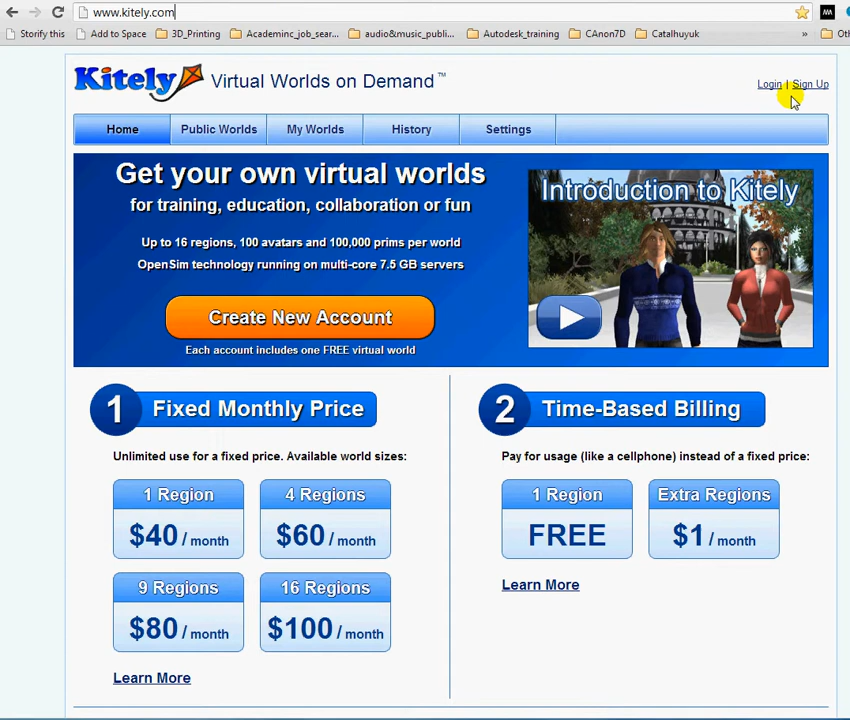 www.kitely.com
Storify this
Add to Space
3D_Printing
Academinc_job_sear...
audio&music_publi...
Autodesk_training
CAnon7D
Catalhuyuk
»
Kitely
Virtual Worlds on Demand™
Login | Sign Up
Home
Public Worlds
My Worlds
History
Settings
Get your own virtual worlds
for training, education, collaboration or fun
Up to 16 regions, 100 avatars and 100,000 prims per world
OpenSim technology running on multi-core 7.5 GB servers
Create New Account
Each account includes one FREE virtual world
Introduction to Kitely
1 Fixed Monthly Price
Unlimited use for a fixed price. Available world sizes:
1 Region
$40 / month
4 Regions
$60 / month
9 Regions
$80 / month
16 Regions
$100 / month
Learn More
2 Time-Based Billing
Pay for usage (like a cellphone) instead of a fixed price:
1 Region
FREE
Extra Regions
$1 / month
Learn More